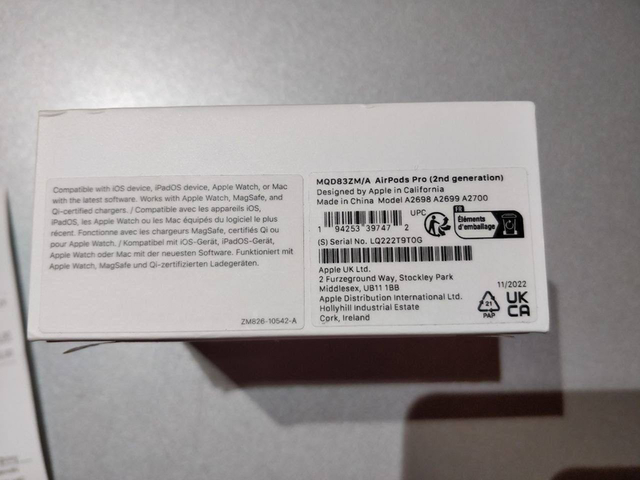 Compatible with iOS device, iPadOS device, Apple Watch, or Mac
with the latest software. Works with Apple Watch, MagSafe, and
Qi-certified chargers. / Compatible avec les appareils iOS,
iPadOS, les Apple Watch ou les Mac équipés du logiciel le plus
récent. Fonctionne avec les chargeurs MagSafe, certifiés Qi ou
pour Apple Watch. / Kompatibel mit iOS-Gerät, iPadOS-Gerät,
Apple Watch oder Mac mit der neuesten Software. Funktioniert mit
Apple Watch, MagSafe und Qi-zertifizierten Ladegeräten.
ZM826-10542-A
MQD83ZM/A AirPods Pro (2nd generation)
Designed by Apple in California
Made in China Model A2698 A2699 A2700
1 94253 39747 2
UPC
FR
Éléments
d'emballage
(S) Serial No. LQ222T9T0G
Apple UK Ltd.
2 Furzeground Way, Stockley Park
Middlesex, UB11 1BB
Apple Distribution International Ltd.
Hollyhill Industrial Estate
Cork, Ireland
11/2022
21
PAP
UK
CA